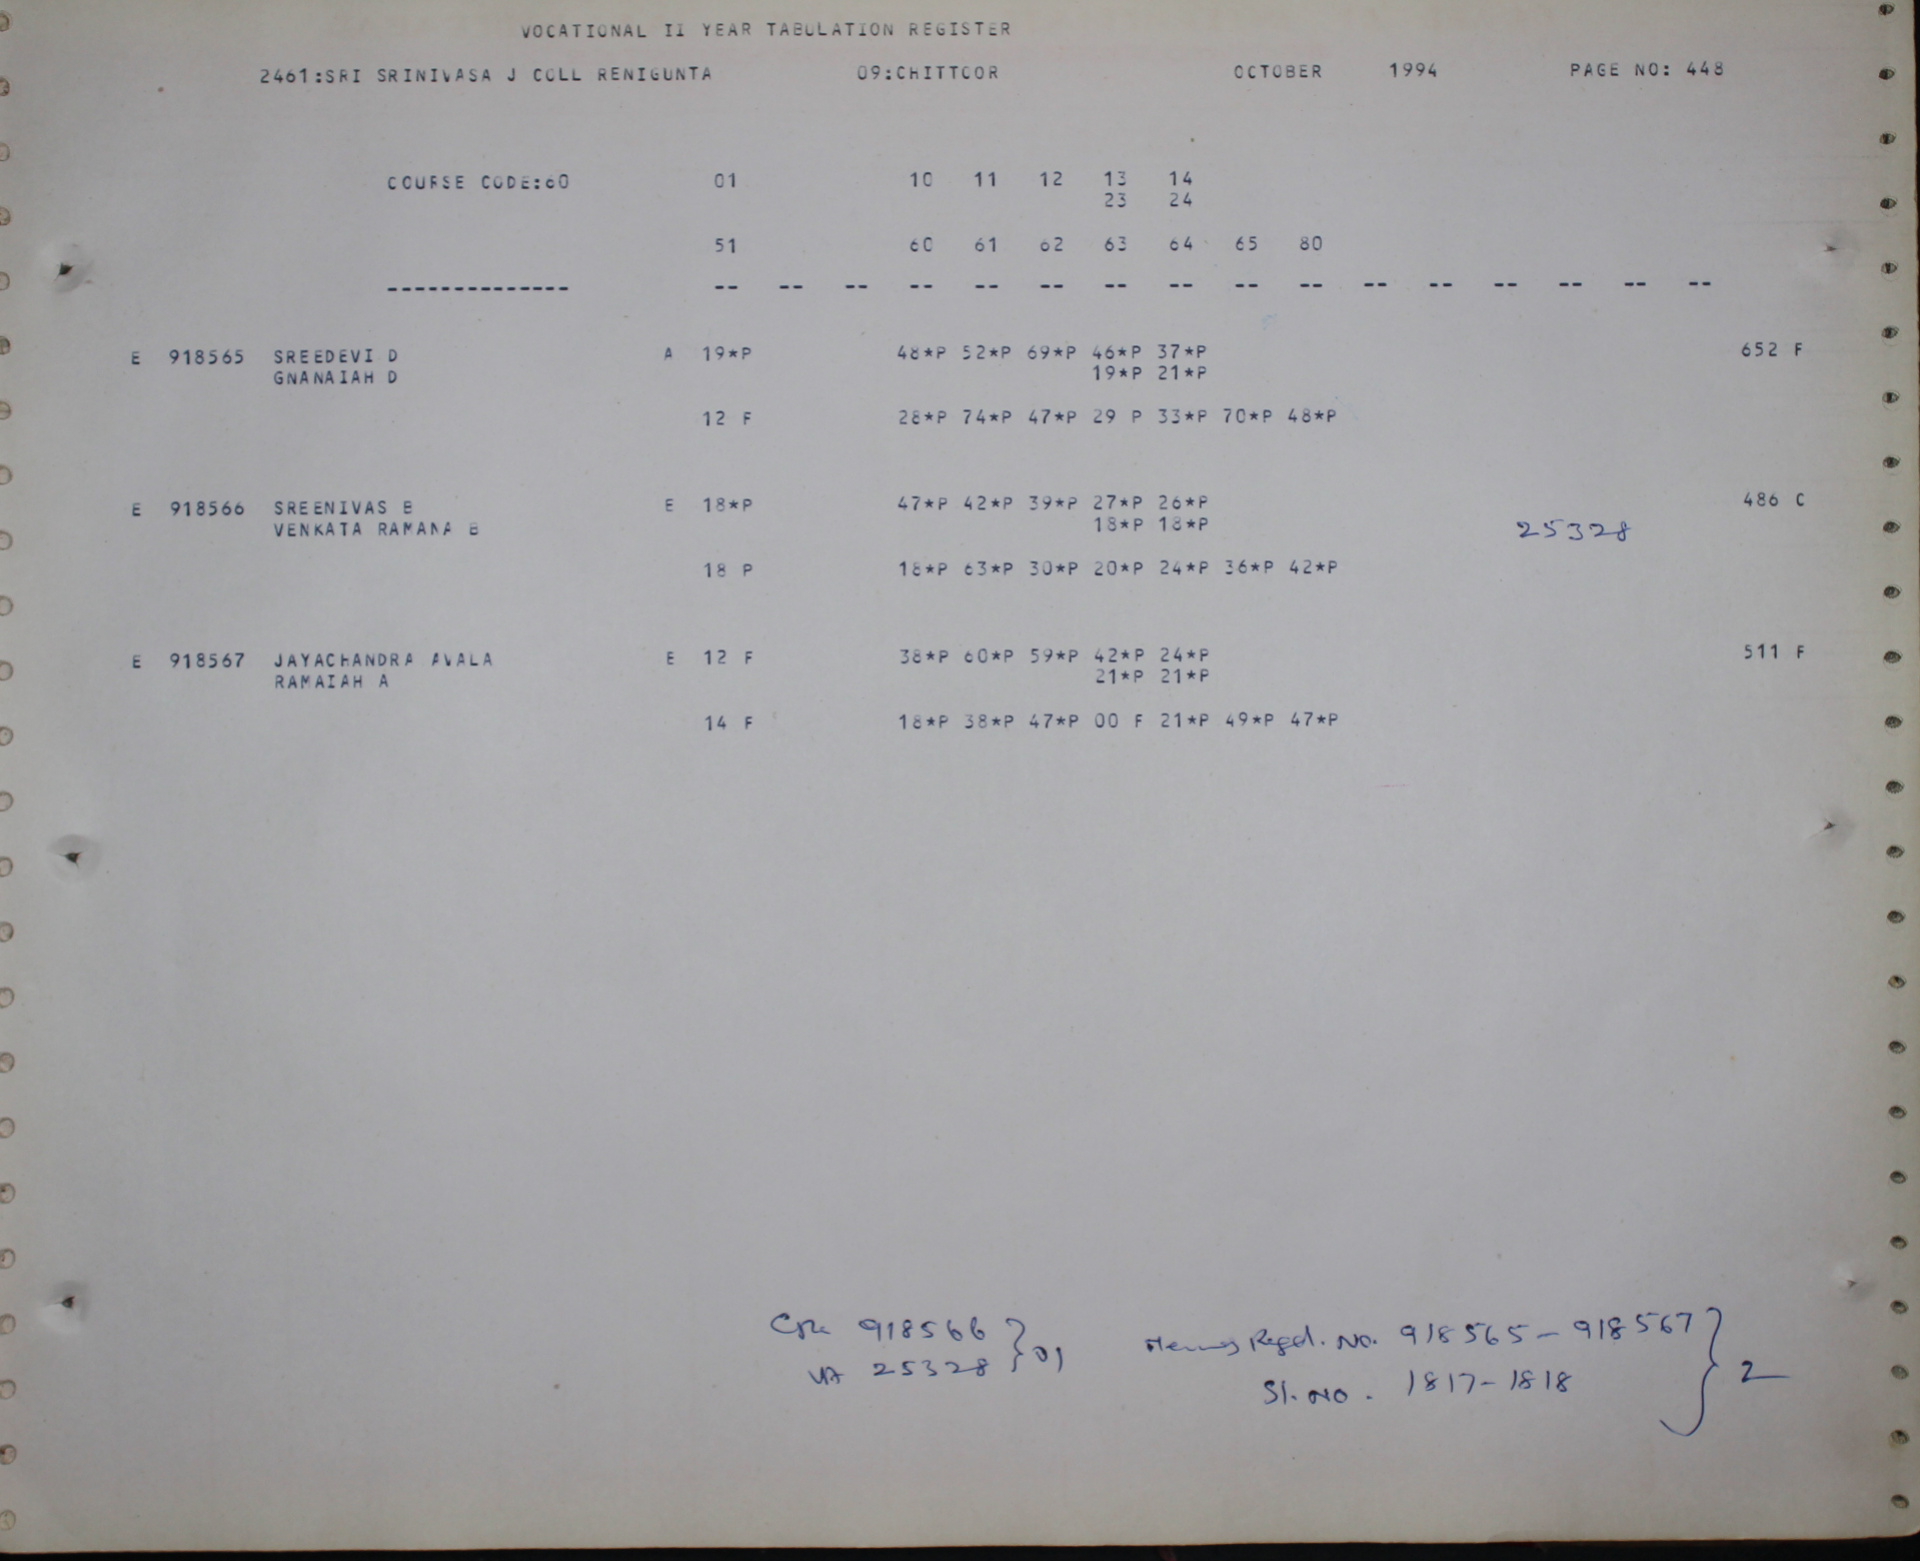 VOCATIONAL II YEAR TABULATION REGISTER
2461:SRI SRINIVASA J COLL RENIGUNTA 09:CHITTOOR OCTOBER 1994 PAGE NO: 448
COURSE CODE:60 01 10 11 12 13 14
23 24
51 60 61 62 63 64 65 80
-------------- -- -- -- -- -- -- -- -- -- -- -- -- -- -- -- --
E 918565 SREEDEVI D A 19*P 48*P 52*P 69*P 46*P 37*P 652 F
GNANAIAH D 19*P 21*P
12 F 28*P 74*P 47*P 29 P 33*P 70*P 48*P
E 918566 SREENIVAS B E 18*P 47*P 42*P 39*P 27*P 26*P 486 C
VENKATA RAMANA B 18*P 18*P 25328
18 P 18*P 63*P 30*P 20*P 24*P 36*P 42*P
E 918567 JAYACHANDRA AVALA E 12 F 38*P 60*P 59*P 42*P 24*P 511 F
RAMAIAH A 21*P 21*P
14 F 18*P 38*P 47*P 00 F 21*P 49*P 47*P
918566 } 01 Regd. No. 918565-918567 } 2
25328 Sl. No. 1817-1818